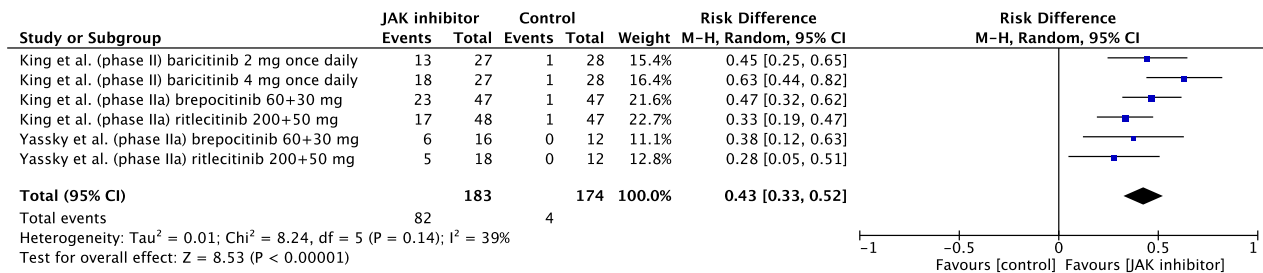 JAK inhibitor Control Risk Difference Risk Difference
Study or Subgroup Events Total Events Total Weight M-H, Random, 95% CI M-H, Random, 95% CI
King et al. (phase II) baricitinib 2 mg once daily 13 27 1 28 15.4% 0.45 [0.25, 0.65]
King et al. (phase II) baricitinib 4 mg once daily 18 27 1 28 16.4% 0.63 [0.44, 0.82]
King et al. (phase IIa) brepocitinib 60+30 mg 23 47 1 47 21.6% 0.47 [0.32, 0.62]
King et al. (phase IIa) ritlecitinib 200+50 mg 17 48 1 47 22.7% 0.33 [0.19, 0.47]
Yassky et al. (phase IIa) brepocitinib 60+30 mg 6 16 0 12 11.1% 0.38 [0.12, 0.63]
Yassky et al. (phase IIa) ritlecitinib 200+50 mg 5 18 0 12 12.8% 0.28 [0.05, 0.51]
Total (95% CI) 183 174 100.0% 0.43 [0.33, 0.52]
Total events 82 4
Heterogeneity: Tau² = 0.01; Chi² = 8.24, df = 5 (P = 0.14); I² = 39%
Test for overall effect: Z = 8.53 (P < 0.00001)
-1 -0.5 0 0.5 1
Favours [control] Favours [JAK inhibitor]